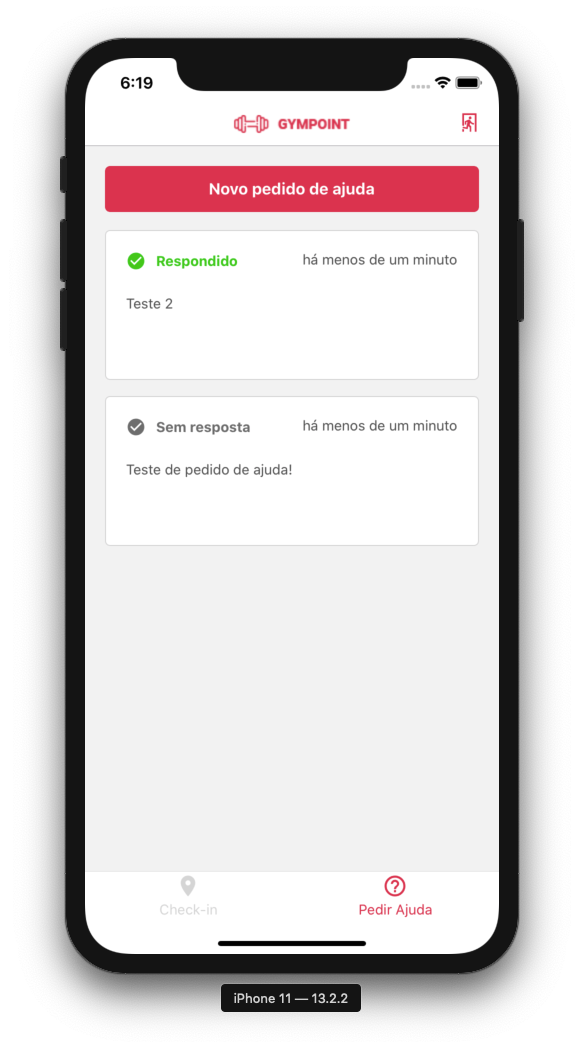 6:19
GYMPOINT
Novo pedido de ajuda
Respondido há menos de um minuto
Teste 2
Sem resposta há menos de um minuto
Teste de pedido de ajuda!
Check-in Pedir Ajuda
iPhone 11 — 13.2.2